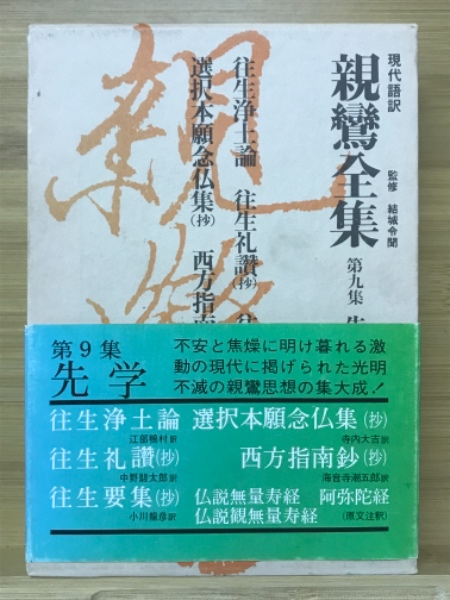 現代語訳
親鸞全集
監修 結城令聞
第九集 先
往生浄土論 往生礼讃(抄) 往
選択本願念仏集(抄) 西方指南
親鸞
第9集
先学
不安と焦燥に明け暮れる激
動の現代に掲げられた光明
不滅の親鸞思想の集大成!
往生浄土論 選択本願念仏集(抄)
江部鴨村訳 寺内大吉訳
往生礼讃(抄) 西方指南鈔(抄)
中野駿太郎訳 海音寺潮五郎訳
往生要集(抄) 仏説無量寿経 阿弥陀経
小川龍彦訳 仏説観無量寿経 (原文注釈)